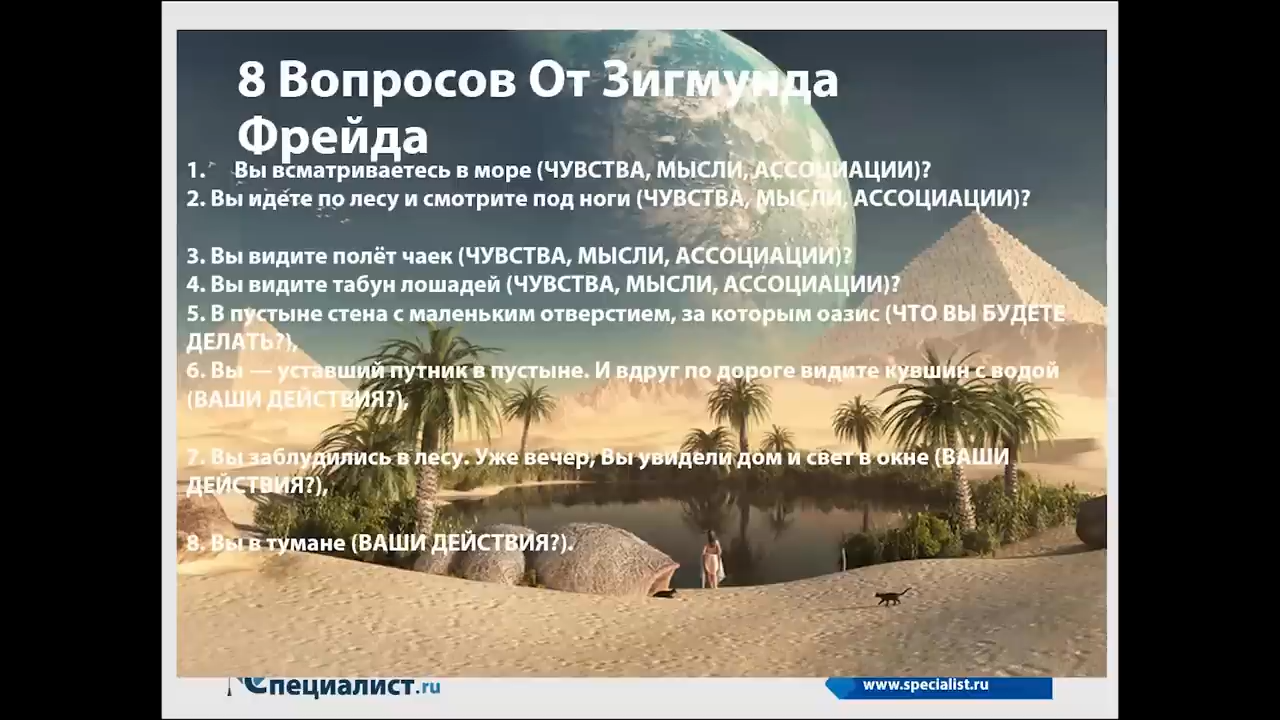 8 Вопросов От Зигмунда
Фрейда
1. Вы всматриваетесь в море (ЧУВСТВА, МЫСЛИ, АССОЦИАЦИИ)?
2. Вы идёте по лесу и смотрите под ноги (ЧУВСТВА, МЫСЛИ, АССОЦИАЦИИ)?
3. Вы видите полёт чаек (ЧУВСТВА, МЫСЛИ, АССОЦИАЦИИ)?
4. Вы видите табун лошадей (ЧУВСТВА, МЫСЛИ, АССОЦИАЦИИ)?
5. В пустыне стена с маленьким отверстием, за которым оазис (ЧТО ВЫ БУДЕТЕ
ДЕЛАТЬ?),
6. Вы — уставший путник в пустыне. И вдруг по дороге видите кувшин с водой
(ВАШИ ДЕЙСТВИЯ?),
7. Вы заблудились в лесу. Уже вечер, Вы увидели дом и свет в окне (ВАШИ
ДЕЙСТВИЯ?),
8. Вы в тумане (ВАШИ ДЕЙСТВИЯ?).
Специалист.ru
www.specialist.ru